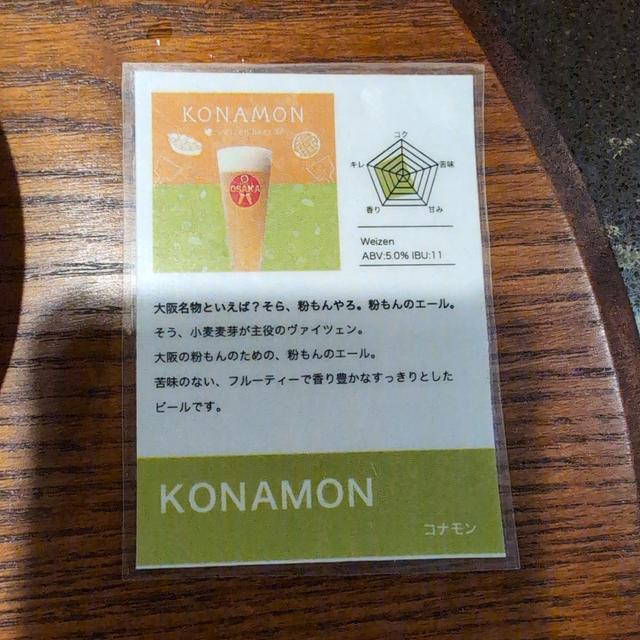 KONAMON
weizen beer
OSAKA
コク
キレ
苦味
香り
甘み
Weizen
ABV:5.0% IBU:11
大阪名物といえば？そら、粉もんやろ。粉もんのエール。
そう、小麦麦芽が主役のヴァイツェン。
大阪の粉もんのための、粉もんのエール。
苦味のない、フルーティーで香り豊かなすっきりとした
ビールです。
KONAMON
コナモン